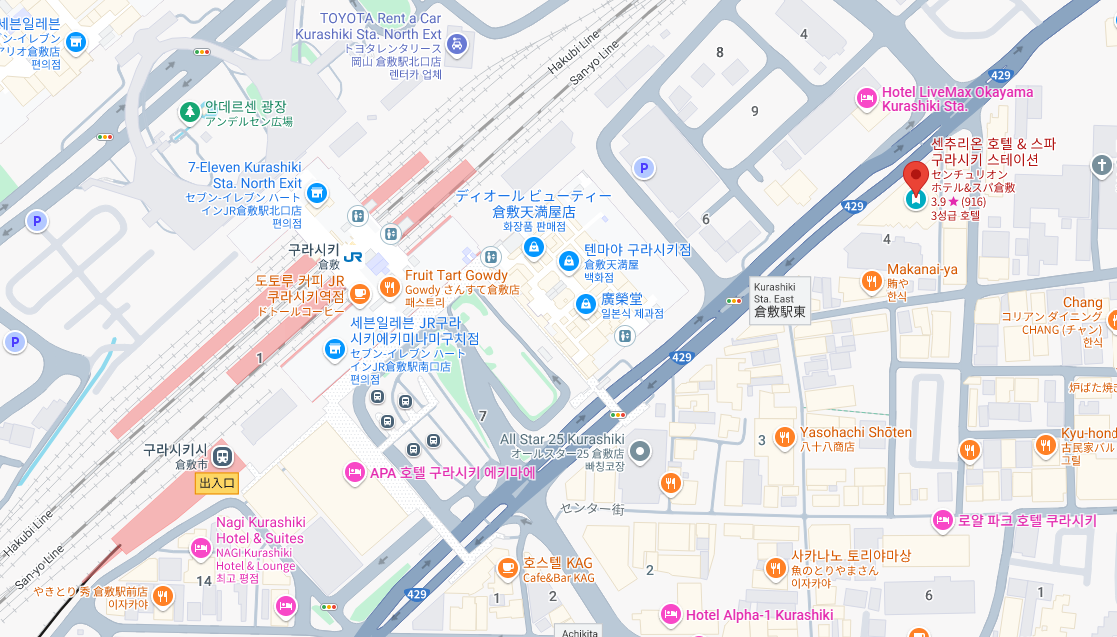 세븐일레븐
ブン-イレブン
アリオ倉敷店
편의점
TOYOTA Rent a Car
Kurashiki Sta. North Ext
トヨタレンタリース
岡山 倉敷駅北口店
렌터카 업체
Hakubi Line
San-yo Line
안데르센 광장
アンデルセン広場
7-Eleven Kurashiki
Sta. North Exit
セブン-イレブン ハート
インJR倉敷駅北口店
편의점
P
P
P
8
4
9
6
4
429
429
429
429
Hotel LiveMax Okayama
Kurashiki Sta.
센추리온 호텔 & 스파
구라시키 스테이션
センチュリオン
ホテル&スパ倉敷
3.9 ★ (916)
3성급 호텔
ディオール ビューティー
倉敷天満屋店
화장품 판매점
텐마야 구라시키점
倉敷天満屋
백화점
廣榮堂
일본식 제과점
구라시키
倉敷
JR
도토루 커피 JR
쿠라시키역점
ドトールコーヒー
Fruit Tart Gowdy
Gowdy さんすて倉敷店
패스트리
세븐일레븐 JR구라
시키에키미나미구치점
セブン-イレブン ハート
インJR倉敷駅南口店
편의점
1
7
Kurashiki
Sta. East
倉敷駅東
Makanai-ya
賄や
한식
Chang
コリアン ダイニング
CHANG (チャン)
한식
炉ばた焼き
구라시키시
倉敷市
出入口
APA 호텔 구라시키 에키마에
All Star 25 Kurashiki
オールスター25 倉敷店
빠칭코장
3
Yasohachi Shōten
八十八商店
Kyu-hond
古民家バル
그릴
センター街
로얄 파크 호텔 쿠라시키
Hakubi Line
San-yo Line
Nagi Kurashiki
Hotel & Suites
NAGI Kurashiki
Hotel & Lounge
최고 평점
14
やきとり 秀 倉敷駅前店
이자카야
호스텔 KAG
Cafe&Bar KAG
1
2
2
사카나노 토리야마상
魚のとりやまさん
이자카야
6
1
Hotel Alpha-1 Kurashiki
Achikita